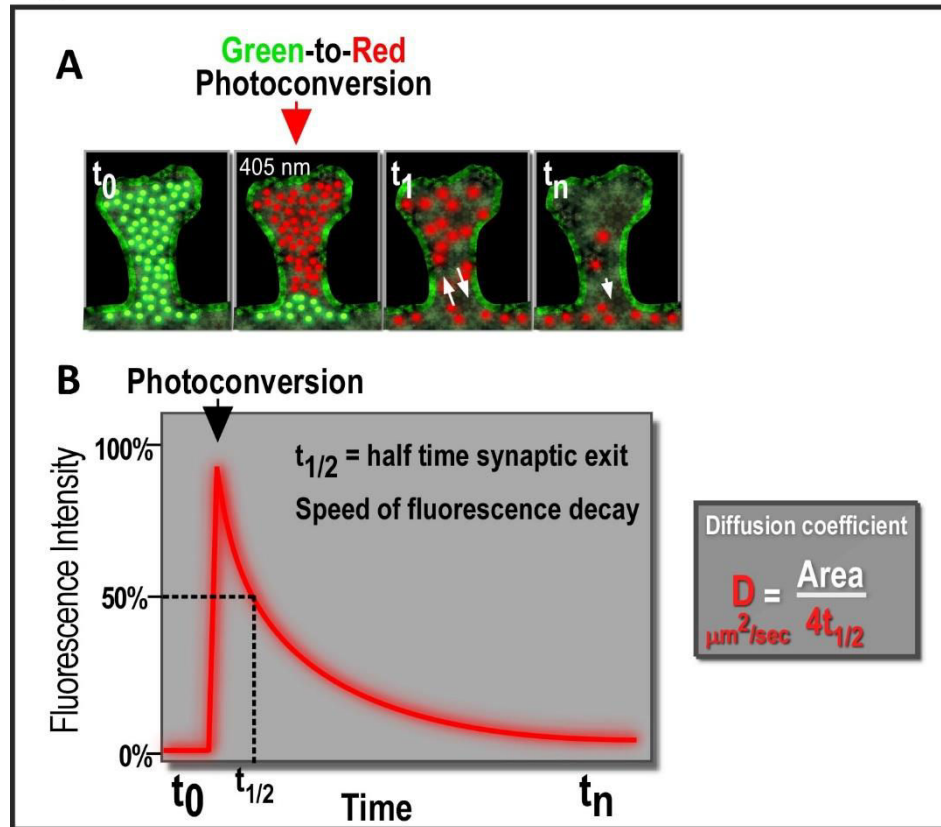 A
Green-to-Red
Photoconversion
t0
405 nm
t1
tn
B
Photoconversion
Fluorescence Intensity
100%
50%
0%
t1/2 = half time synaptic exit
Speed of fluorescence decay
t0
t1/2
Time
tn
Diffusion coefficient
D = Area
μm²/sec 4t1/2